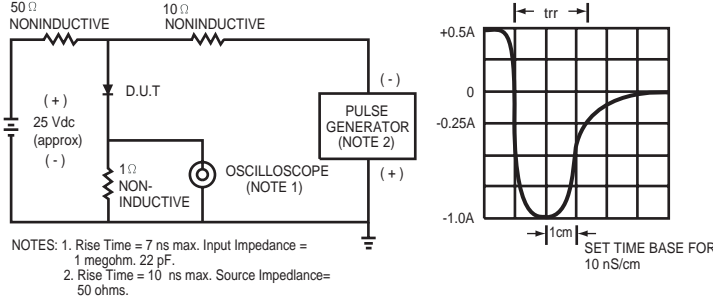 50 Ω
NONINDUCTIVE
10 Ω
NONINDUCTIVE
( + )
25 Vdc
(approx)
( - )
D.U.T
1 Ω
NON-
INDUCTIVE
OSCILLOSCOPE
(NOTE 1)
( - )
PULSE
GENERATOR
(NOTE 2)
( + )
trr
+0.5A
0
-0.25A
-1.0A
1cm
SET TIME BASE FOR
10 nS/cm
NOTES: 1. Rise Time = 7 ns max. Input Impedance =
1 megohm. 22 pF.
2. Rise Time = 10 ns max. Source Impedlance=
50 ohms.